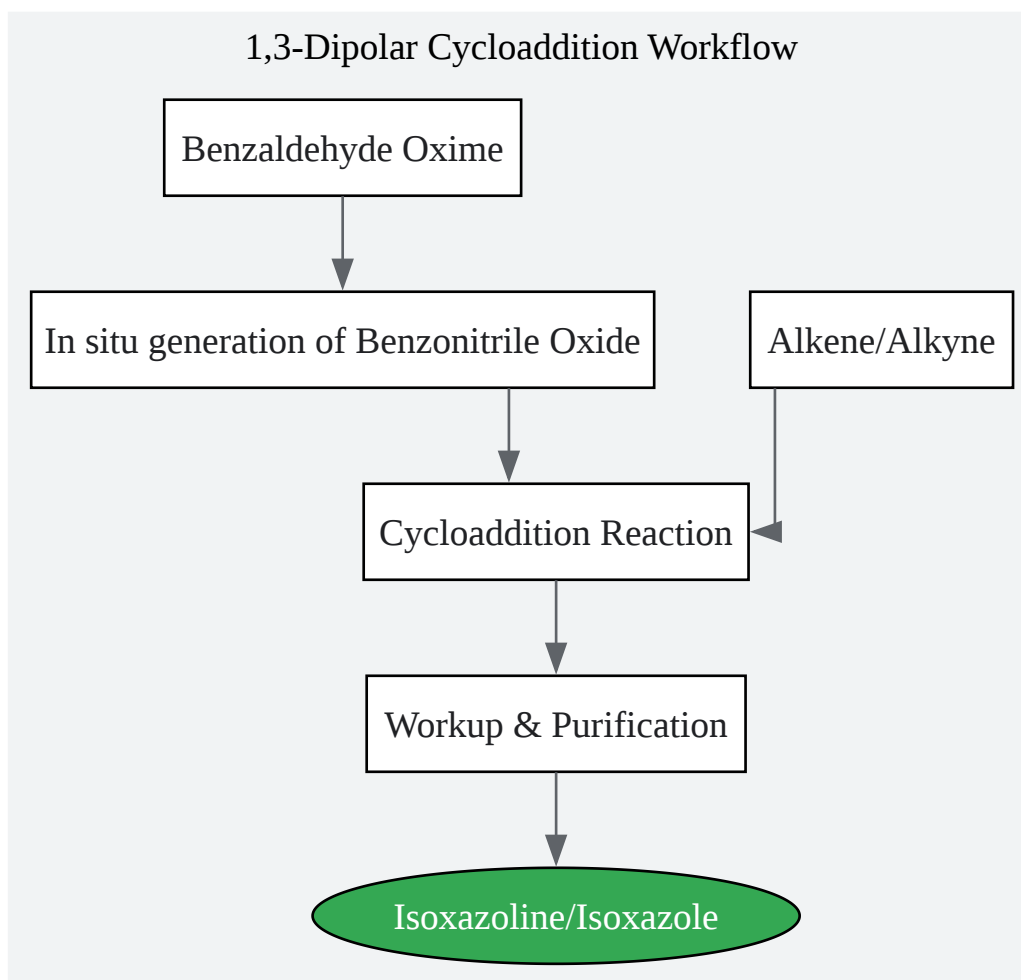 1,3-Dipolar Cycloaddition Workflow
Benzaldehyde Oxime
In situ generation of Benzonitrile Oxide
Alkene/Alkyne
Cycloaddition Reaction
Workup & Purification
Isoxazoline/Isoxazole